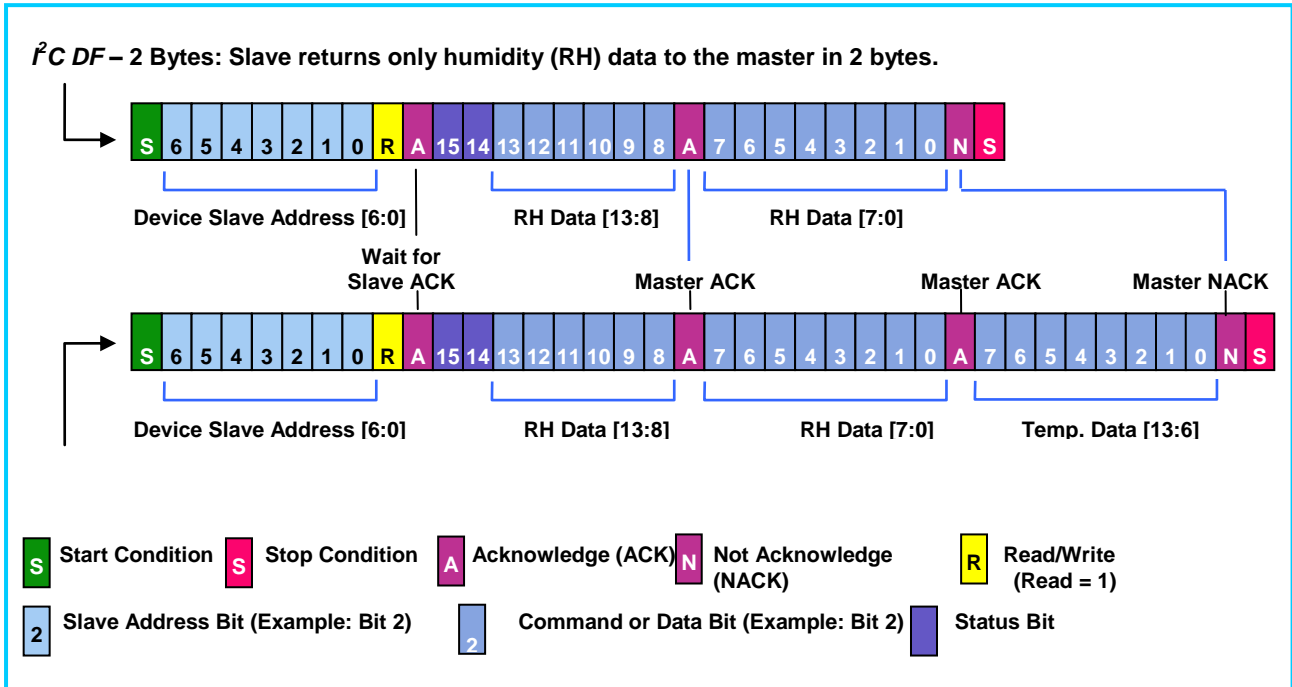 I²C DF – 2 Bytes: Slave returns only humidity (RH) data to the master in 2 bytes.
S 6 5 4 3 2 1 0 R A 15 14 13 12 11 10 9 8 A 7 6 5 4 3 2 1 0 N S
Device Slave Address [6:0] RH Data [13:8] RH Data [7:0]
Wait for
Slave ACK Master ACK Master ACK Master NACK
S 6 5 4 3 2 1 0 R A 15 14 13 12 11 10 9 8 A 7 6 5 4 3 2 1 0 A 7 6 5 4 3 2 1 0 N S
Device Slave Address [6:0] RH Data [13:8] RH Data [7:0] Temp. Data [13:6]
S Start Condition S Stop Condition A Acknowledge (ACK) N Not Acknowledge R Read/Write
(NACK) (Read = 1)
2 Slave Address Bit (Example: Bit 2) 2 Command or Data Bit (Example: Bit 2) Status Bit